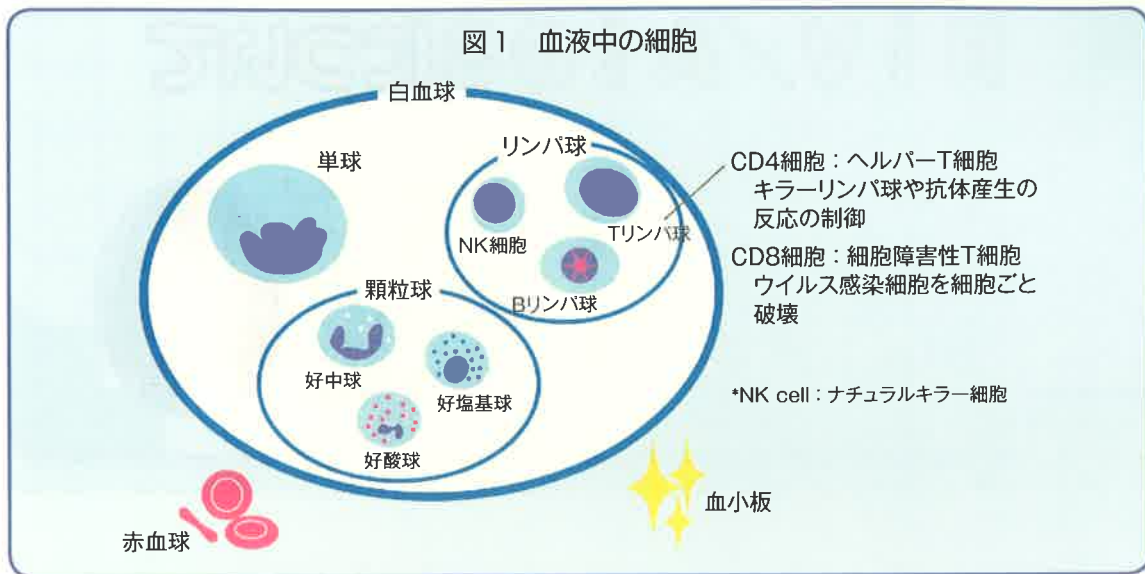 図1 血液中の細胞
白血球
単球
リンパ球
NK細胞
Tリンパ球
Bリンパ球
CD4細胞：ヘルパーT細胞
キラーリンパ球や抗体産生の
反応の制御
CD8細胞：細胞障害性T細胞
ウイルス感染細胞を細胞ごと
破壊
顆粒球
好中球
好塩基球
好酸球
*NK cell：ナチュラルキラー細胞
赤血球
血小板